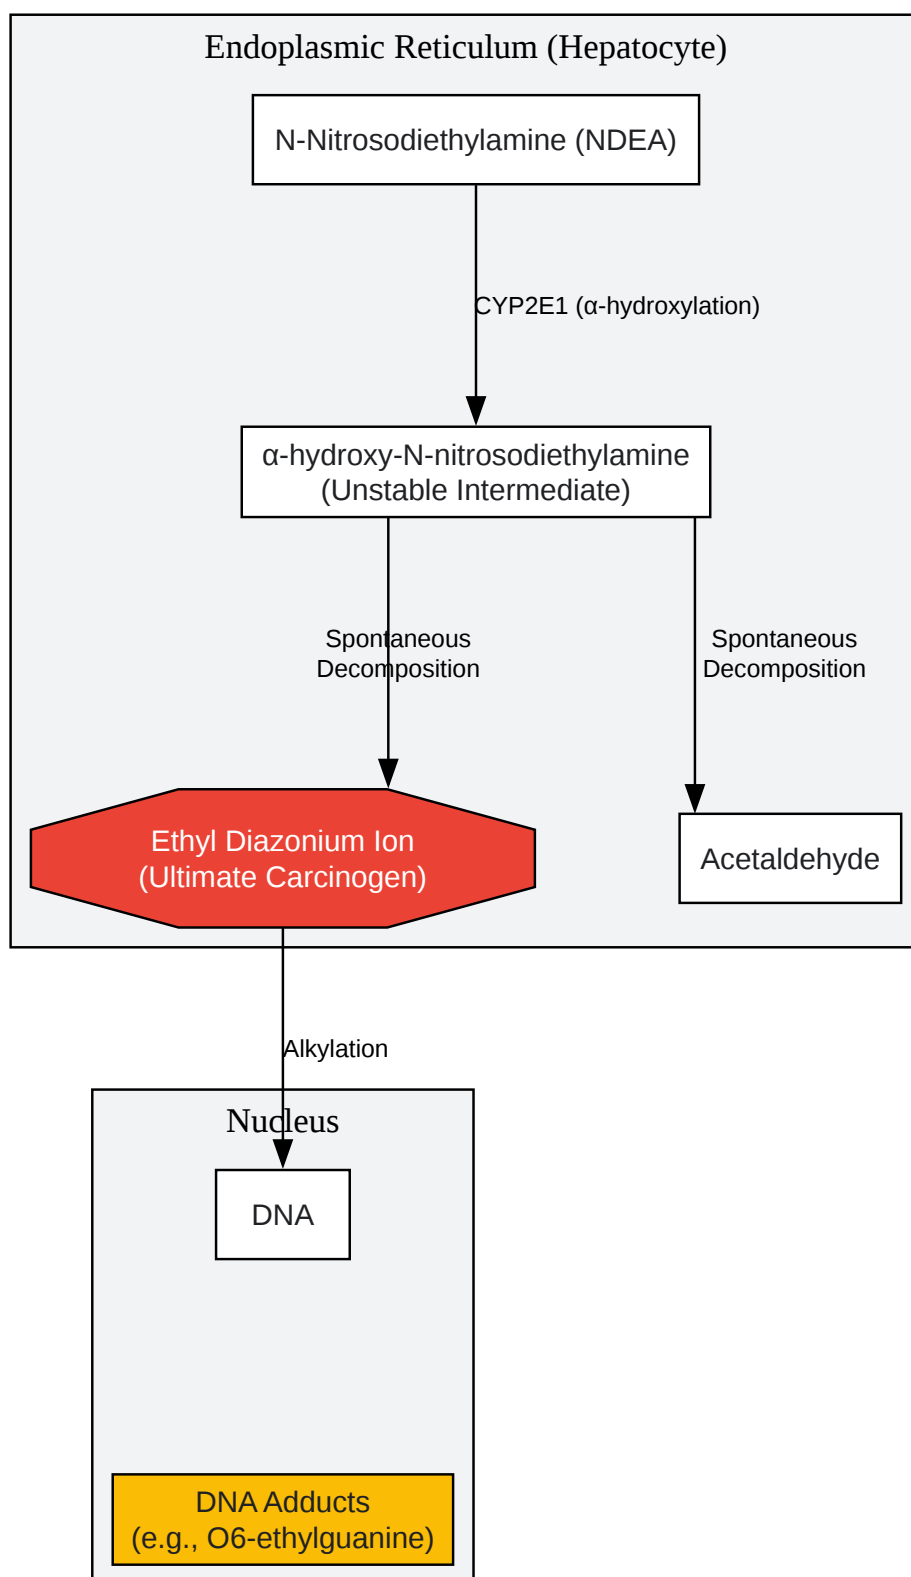 Endoplasmic Reticulum (Hepatocyte)
N-Nitrosodiethylamine (NDEA)
CYP2E1 (α-hydroxylation)
α-hydroxy-N-nitrosodiethylamine
(Unstable Intermediate)
Spontaneous
Decomposition
Spontaneous
Decomposition
Ethyl Diazonium Ion
(Ultimate Carcinogen)
Acetaldehyde
Alkylation
Nucleus
DNA
DNA Adducts
(e.g., O6-ethylguanine)